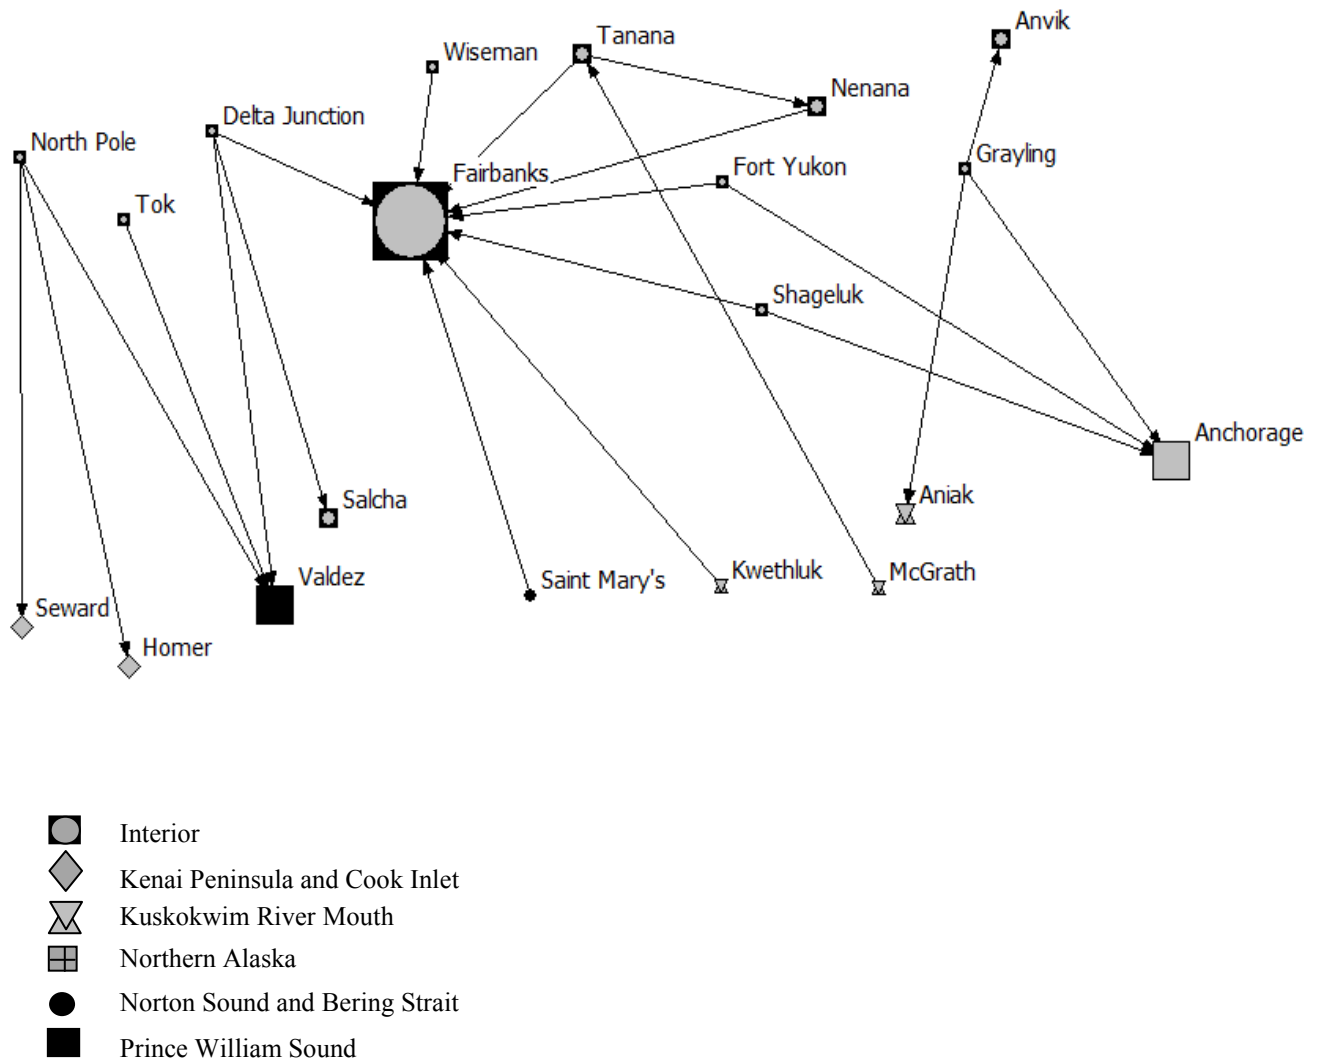 Anvik
Tanana
Wiseman
Nenana
Delta Junction
North Pole
Grayling
Fort Yukon
Fairbanks
Tok
Shageluk
Anchorage
Aniak
Salcha
McGrath
Kwethluk
Valdez
Saint Mary's
Seward
Homer
Interior
Kenai Peninsula and Cook Inlet
Kuskokwim River Mouth
Northern Alaska
Norton Sound and Bering Strait
Prince William Sound